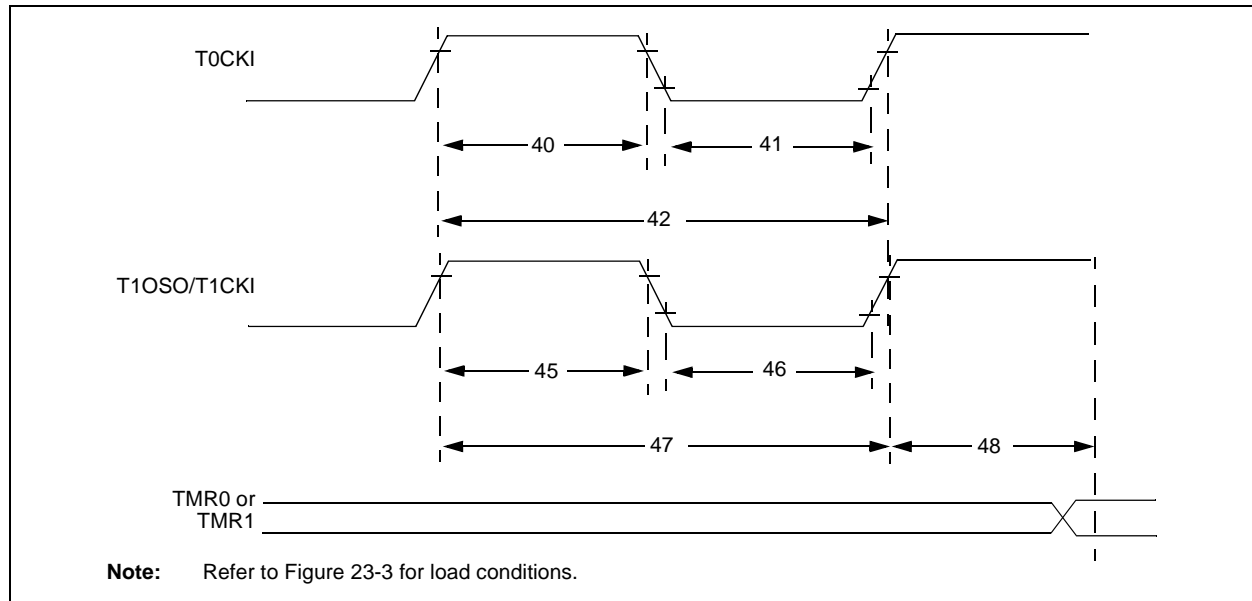 T0CKI
40
41
42
T1OSO/T1CKI
45
46
47
48
TMR0 or
TMR1
Note: Refer to Figure 23-3 for load conditions.